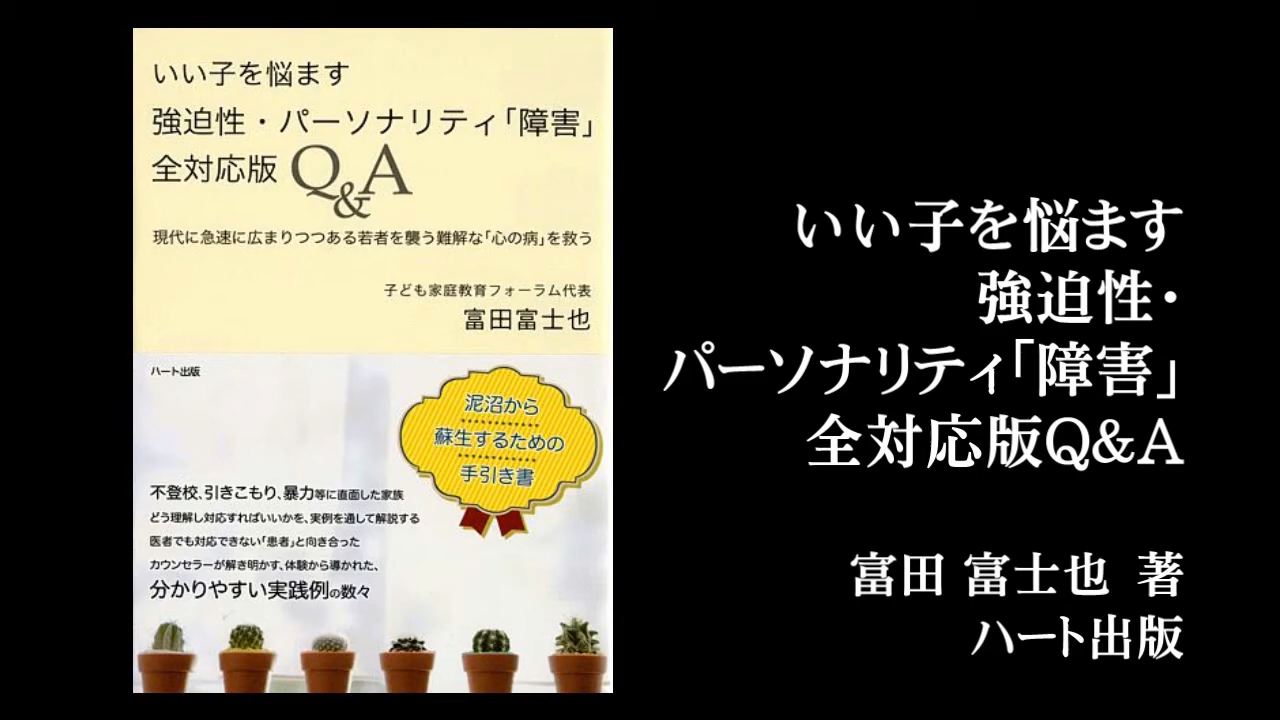 いい子を悩ます
強迫性・パーソナリティ「障害」
全対応版 Q&A
現代に急速に広まりつつある若者を襲う難解な「心の病」を救う
子ども家庭教育フォーラム代表
富田富士也
ハート出版
泥沼から
蘇生するための
手引き書
不登校、引きこもり、暴力等に直面した家族
どう理解し対応すればいいかを、実例を通して解説する
医者でも対応できない「患者」と向き合った
カウンセラーが解き明かす、体験から導かれた、
分かりやすい実践例の数々
いい子を悩ます
強迫性・
パーソナリティ「障害」
全対応版Q&A
富田 富士也 著
ハート出版